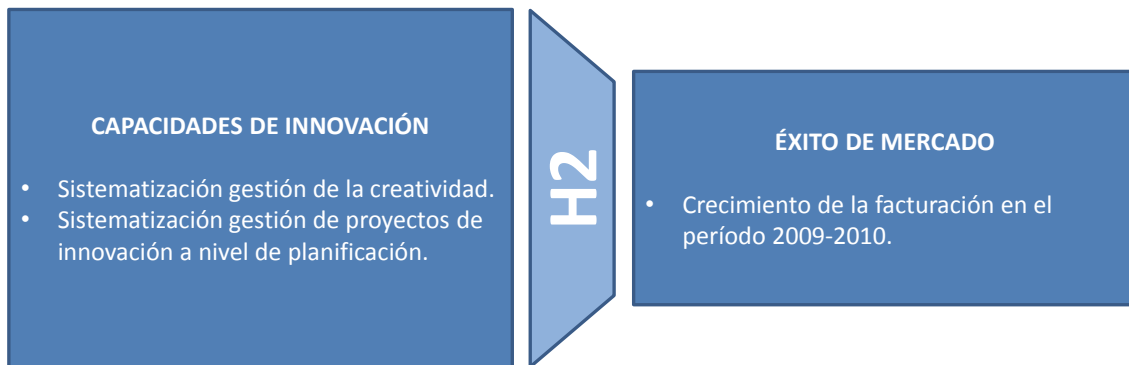 CAPACIDADES DE INNOVACIÓN
• Sistematización gestión de la creatividad.
• Sistematización gestión de proyectos de
innovación a nivel de planificación.
H2
ÉXITO DE MERCADO
• Crecimiento de la facturación en el
período 2009-2010.